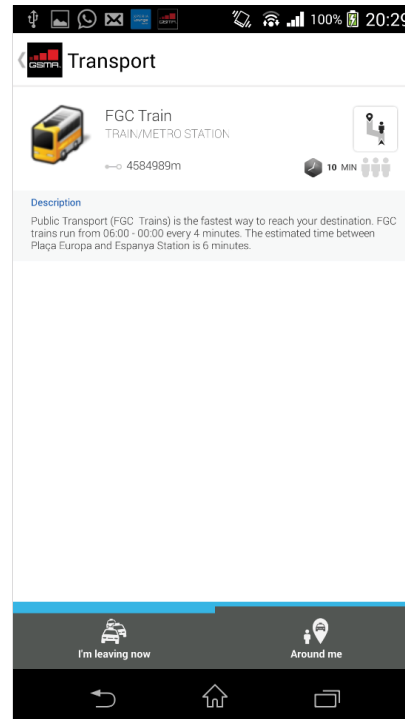 100% 20:29
GSMA. Transport
FGC Train
TRAIN/METRO STATION
4584989m
10 MIN
Description
Public Transport (FGC Trains) is the fastest way to reach your destination. FGC
trains run from 06:00 - 00:00 every 4 minutes. The estimated time between
Plaça Europa and Espanya Station is 6 minutes.
I'm leaving now
Around me